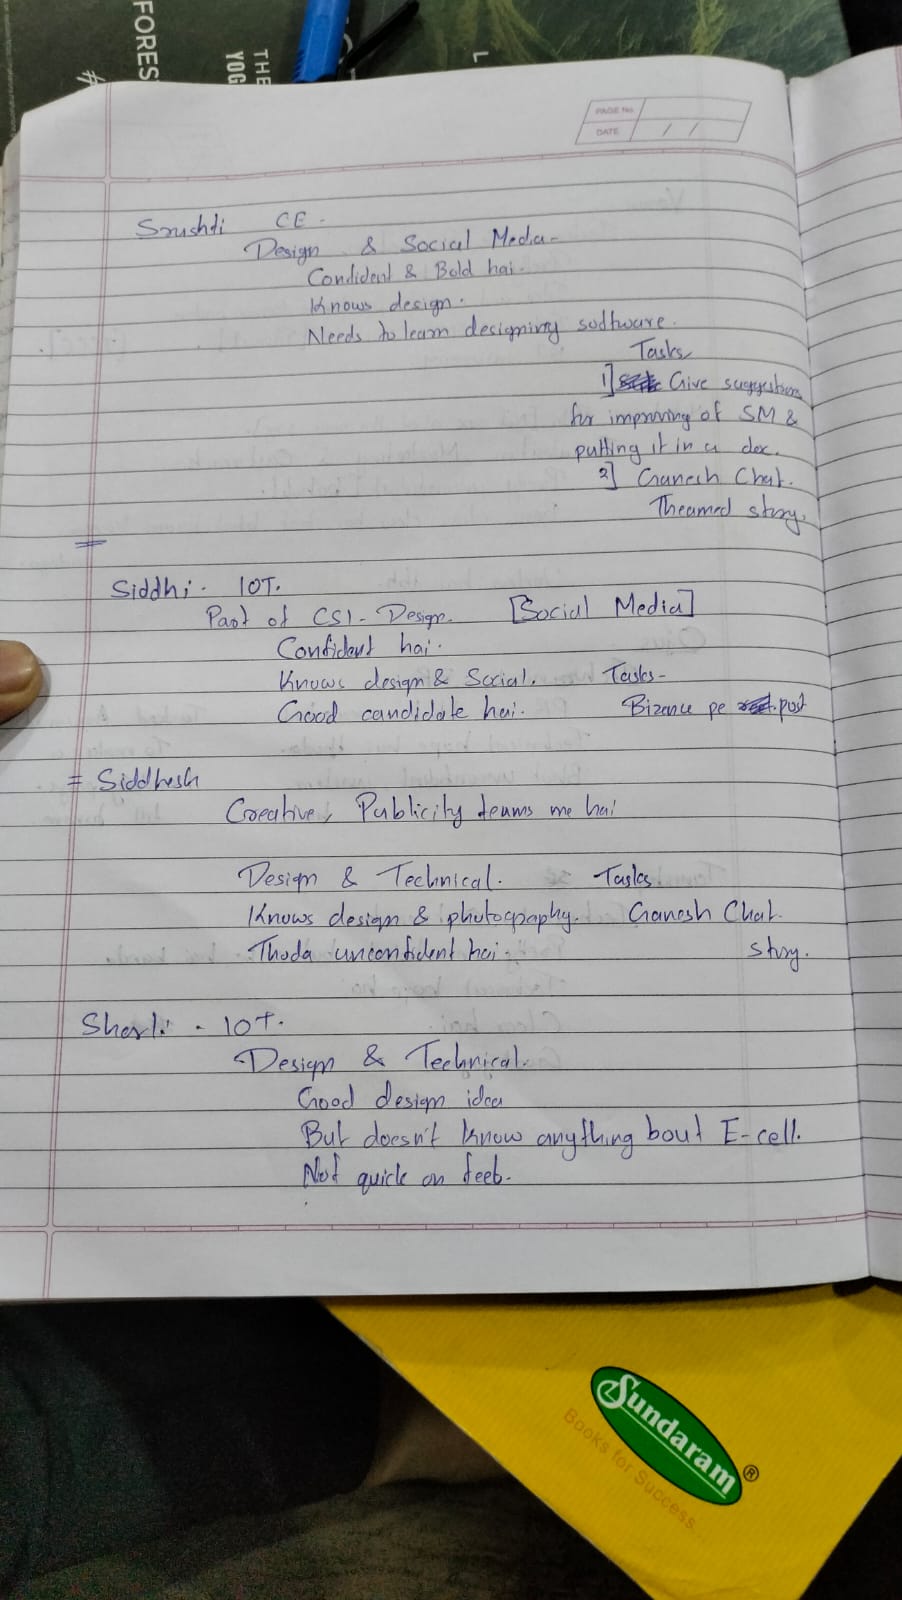 FORES
THE
YOG
L
#
PAGE No.
DATE / /
Srushti CE.
Design & Social Media-
Confident & Bold hai.
Knows design.
Needs to learn designing software.
Tasks
1] Give suggestions
for improving of SM &
putting it in a doc.
2] Ganesh Chat.
Theamed story.
Siddhi. IOT.
Part of CSI- Design. [Social Media]
Confident hai.
Knows design & Social. Tasks-
Good candidate hai. Bizance pe post
= Siddhesh
Creative, Publicity teams me hai
Design & Technical. Tasks
Knows design & photography. Ganesh Chat.
Thoda unconfident hai. story.
Sherli. IOT.
Design & Technical.
Good design idea
But doesn't know anything bout E-cell.
Not quick on feet.
Sundaram®
Books for Success...